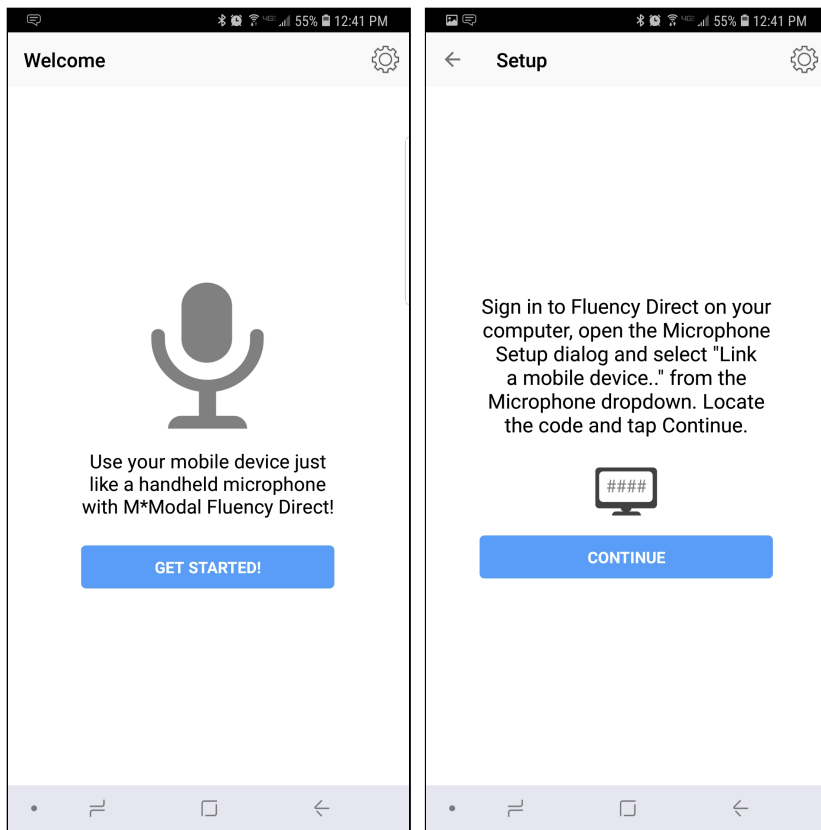 55% 12:41 PM
Welcome
Use your mobile device just
like a handheld microphone
with M*Modal Fluency Direct!
GET STARTED!
55% 12:41 PM
Setup
Sign in to Fluency Direct on your
computer, open the Microphone
Setup dialog and select "Link
a mobile device.." from the
Microphone dropdown. Locate
the code and tap Continue.
####
CONTINUE